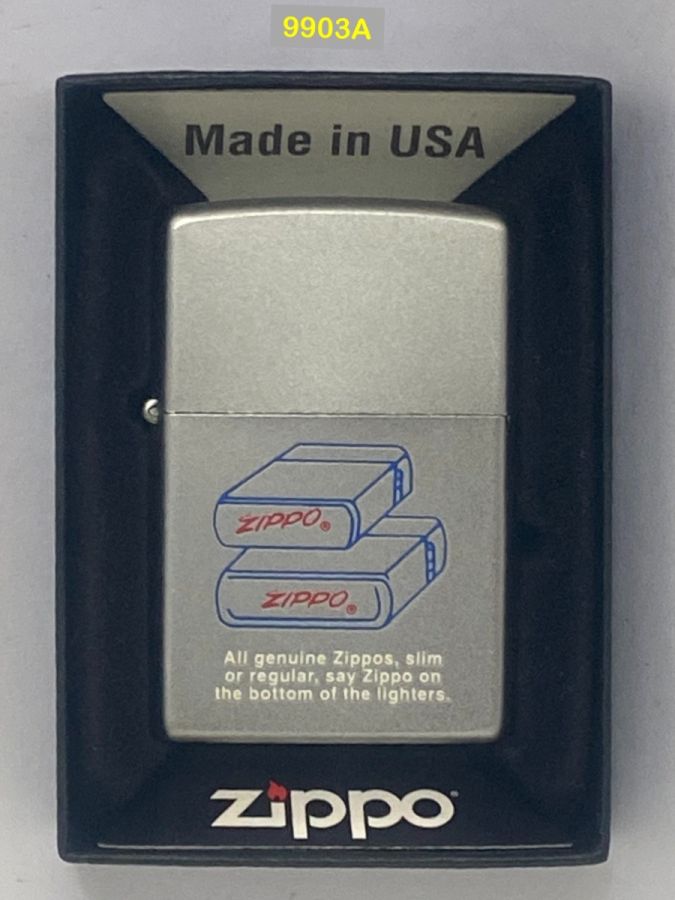 9903A
Made in USA
ZIPPO®
ZIPPO®
All genuine Zippos, slim
or regular, say Zippo on
the bottom of the lighters.
zippo™